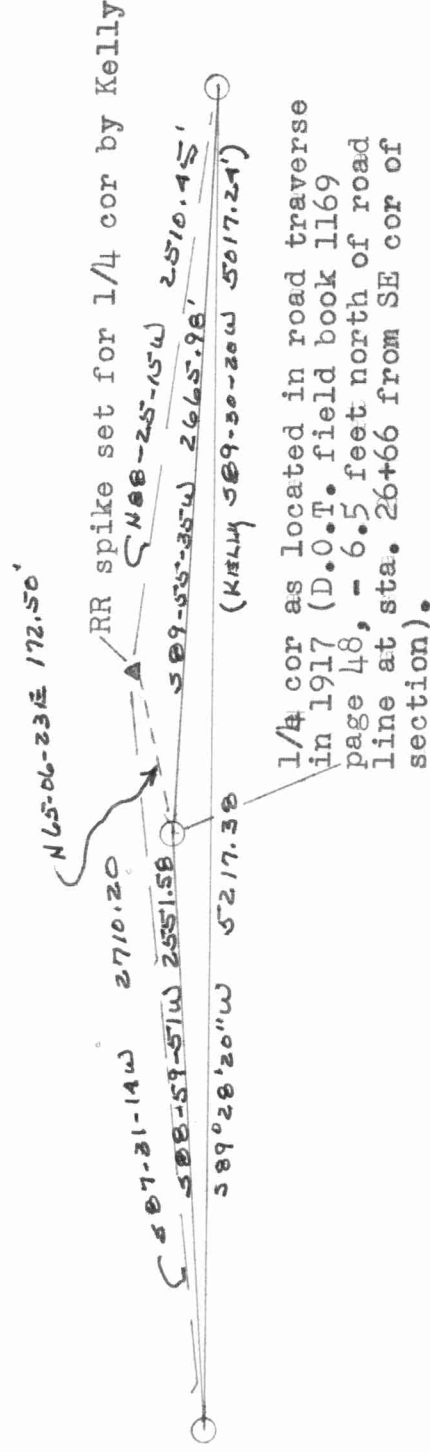 N65-06-23E 172.50'
RR spike set for 1/4 cor by Kelly
S87-31-14W 2710.20
N88-25-15W 2510.45'
S88-59-51W 2551.58
S89-55-35-W 2665.98'
S89°28'20"W 5217.38
(KELLY S89-30-20W 5017.24')
1/4 cor as located in road traverse
in 1917 (D.O.T. field book 1169
page 48, - 6.5 feet north of road
line at sta. 26+66 from SE cor of
section).